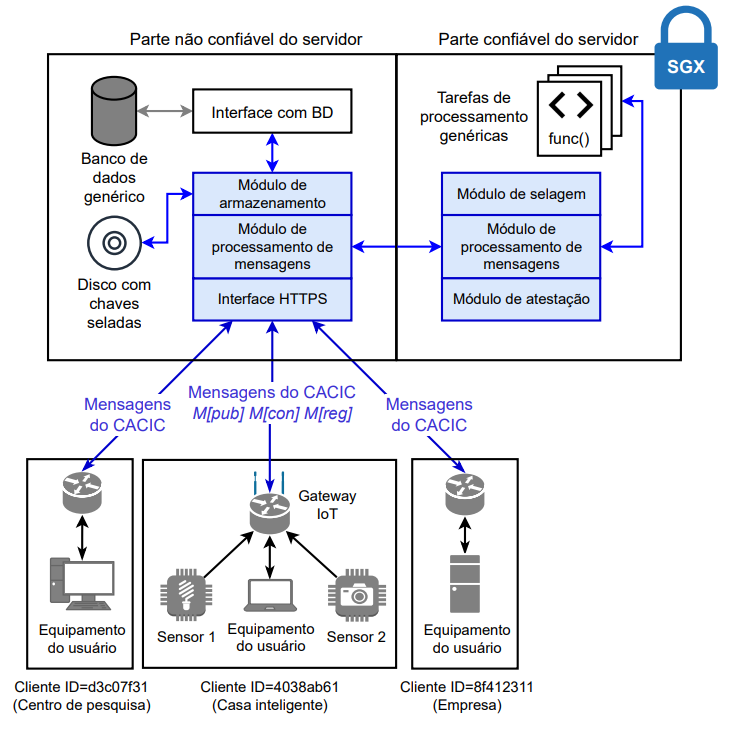 Parte não confiável do servidor
Parte confiável do servidor
SGX
Interface com BD
Banco de
dados
genérico
Tarefas de
processamento
genéricas
func()
Módulo de
armazenamento
Módulo de
processamento de
mensagens
Interface HTTPS
Disco com
chaves
seladas
Módulo de selagem
Módulo de
processamento de
mensagens
Módulo de atestação
Mensagens
do CACIC
Mensagens do CACIC
M[pub] M[con] M[reg]
Mensagens
do CACIC
Gateway
IoT
Equipamento
do usuário
Sensor 1
Equipamento
do usuário
Sensor 2
Equipamento
do usuário
Cliente ID=d3c07f31
(Centro de pesquisa)
Cliente ID=4038ab61
(Casa inteligente)
Cliente ID=8f412311
(Empresa)